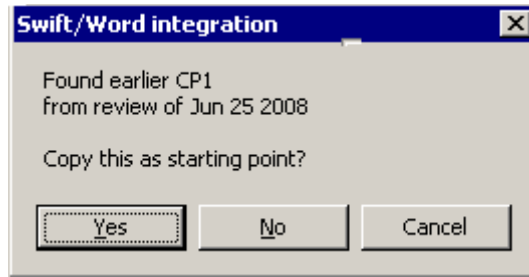 Swift/Word integration
Found earlier CP1
from review of Jun 25 2008
Copy this as starting point?
Yes No Cancel